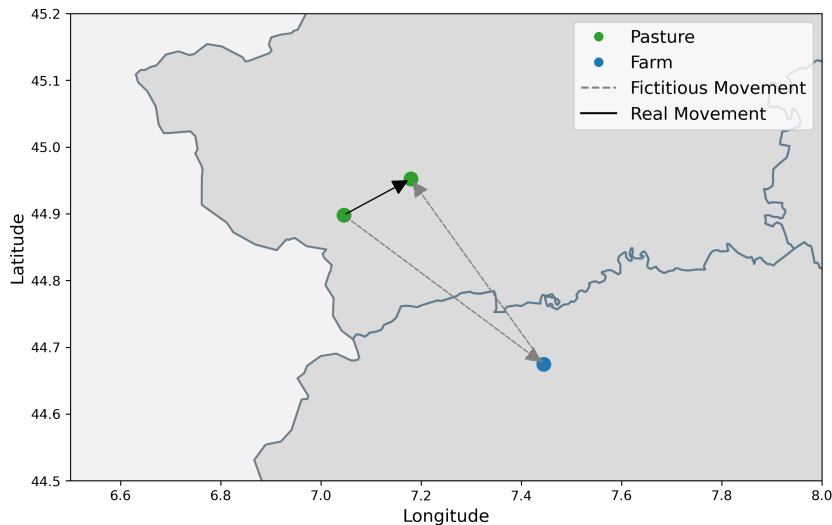 Pasture
Farm
Fictitious Movement
Real Movement
Latitude
45.2
45.1
45.0
44.9
44.8
44.7
44.6
44.5
6.6 6.8 7.0 7.2 7.4 7.6 7.8 8.0
Longitude